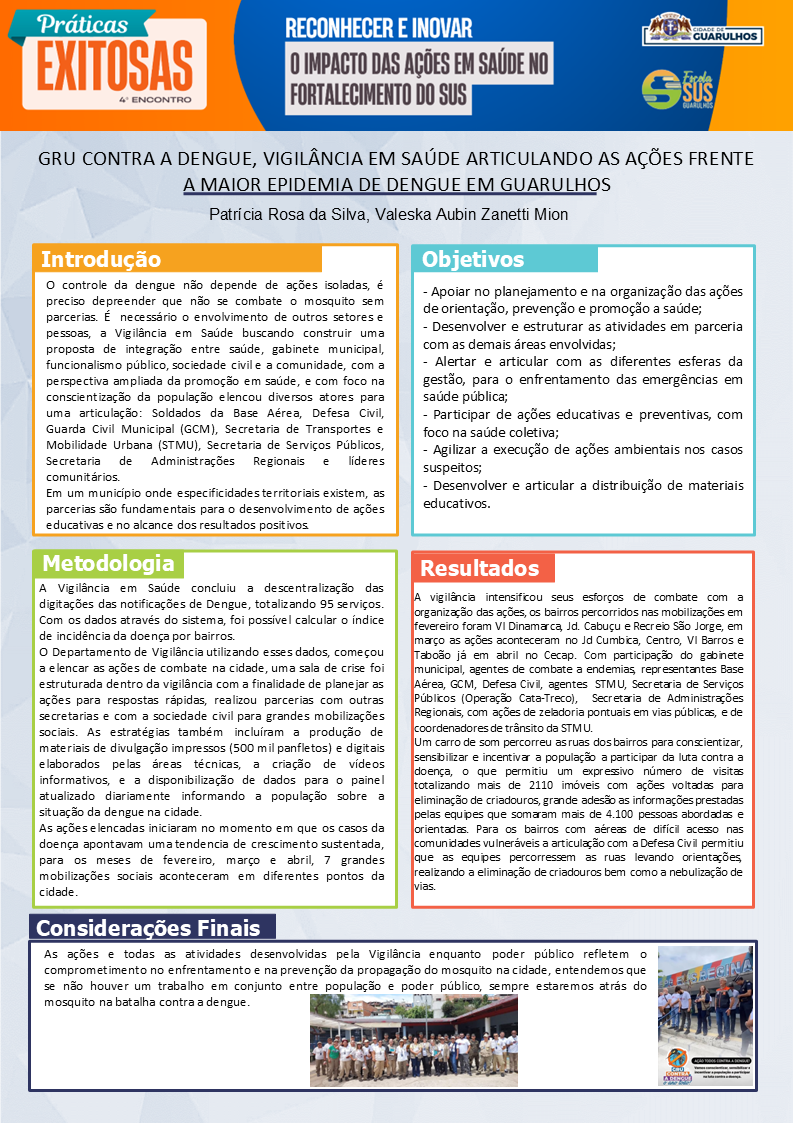 Práticas
EXITOSAS
4º ENCONTRO
RECONHECER E INOVAR
O IMPACTO DAS AÇÕES EM SAÚDE NO
FORTALECIMENTO DO SUS
CIDADE DE
GUARULHOS
Escola
SUS
GUARULHOS
GRU CONTRA A DENGUE, VIGILÂNCIA EM SAÚDE ARTICULANDO AS AÇÕES FRENTE
A MAIOR EPIDEMIA DE DENGUE EM GUARULHOS
Patrícia Rosa da Silva, Valeska Aubin Zanetti Mion
Introdução
O controle da dengue não depende de ações isoladas, é
preciso depreender que não se combate o mosquito sem
parcerias. É necessário o envolvimento de outros setores e
pessoas, a Vigilância em Saúde buscando construir uma
proposta de integração entre saúde, gabinete municipal,
funcionalismo público, sociedade civil e a comunidade, com a
perspectiva ampliada da promoção em saúde, e com foco na
conscientização da população elencou diversos atores para
uma articulação: Soldados da Base Aérea, Defesa Civil,
Guarda Civil Municipal (GCM), Secretaria de Transportes e
Mobilidade Urbana (STMU), Secretaria de Serviços Públicos,
Secretaria de Administrações Regionais e líderes
comunitários.
Em um município onde especificidades territoriais existem, as
parcerias são fundamentais para o desenvolvimento de ações
educativas e no alcance dos resultados positivos.
Objetivos
- Apoiar no planejamento e na organização das ações
de orientação, prevenção e promoção a saúde;
- Desenvolver e estruturar as atividades em parceria
com as demais áreas envolvidas;
- Alertar e articular com as diferentes esferas da
gestão, para o enfrentamento das emergências em
saúde pública;
- Participar de ações educativas e preventivas, com
foco na saúde coletiva;
- Agilizar a execução de ações ambientais nos casos
suspeitos;
- Desenvolver e articular a distribuição de materiais
educativos.
Metodologia
A Vigilância em Saúde concluiu a descentralização das
digitações das notificações de Dengue, totalizando 95 serviços.
Com os dados através do sistema, foi possível calcular o índice
de incidência da doença por bairros.
O Departamento de Vigilância utilizando esses dados, começou
a elencar as ações de combate na cidade, uma sala de crise foi
estruturada dentro da vigilância com a finalidade de planejar as
ações para respostas rápidas, realizou parcerias com outras
secretarias e com a sociedade civil para grandes mobilizações
sociais. As estratégias também incluíram a produção de
materiais de divulgação impressos (500 mil panfletos) e digitais
elaborados pelas áreas técnicas, a criação de vídeos
informativos, e a disponibilização de dados para o painel
atualizado diariamente informando a população sobre a
situação da dengue na cidade.
As ações elencadas iniciaram no momento em que os casos da
doença apontavam uma tendencia de crescimento sustentada,
para os meses de fevereiro, março e abril, 7 grandes
mobilizações sociais aconteceram em diferentes pontos da
cidade.
Resultados
A vigilância intensificou seus esforços de combate com a
organização das ações, os bairros percorridos nas mobilizações em
fevereiro foram VI Dinamarca, Jd. Cabuçu e Recreio São Jorge, em
março as ações aconteceram no Jd Cumbica, Centro, VI Barros e
Taboão já em abril no Cecap. Com participação do gabinete
municipal, agentes de combate a endemias, representantes Base
Aérea, GCM, Defesa Civil, agentes STMU, Secretaria de Serviços
Públicos (Operação Cata-Treco), Secretaria de Administrações
Regionais, com ações de zeladoria pontuais em vias públicas, e de
coordenadores de trânsito da STMU.
Um carro de som percorreu as ruas dos bairros para conscientizar,
sensibilizar e incentivar a população a participar da luta contra a
doença, o que permitiu um expressivo número de visitas
totalizando mais de 2110 imóveis com ações voltadas para
eliminação de criadouros, grande adesão as informações prestadas
pelas equipes que somaram mais de 4.100 pessoas abordadas e
orientadas. Para os bairros com aéreas de difícil acesso nas
comunidades vulneráveis a articulação com a Defesa Civil permitiu
que as equipes percorressem as ruas levando orientações,
realizando a eliminação de criadouros bem como a nebulização de
vias.
Considerações Finais
As ações e todas as atividades desenvolvidas pela Vigilância enquanto poder público refletem o
comprometimento no enfrentamento e na prevenção da propagação do mosquito na cidade, entendemos que
se não houver um trabalho em conjunto entre população e poder público, sempre estaremos atrás do
mosquito na batalha contra a dengue.
GRU
CONTRA
A DENGUE
AÇÃO TODOS CONTRA A DENGUE!
Vamos conscientizar, sensibilizar e
incentivar a população a participar
na luta contra a dengue.